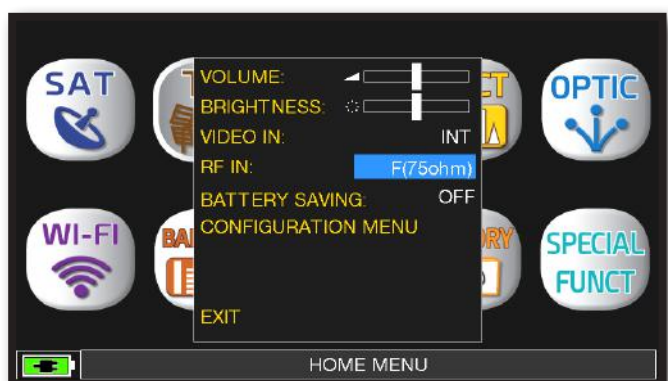 SAT
OPTIC
WI-FI
SPECIAL
FUNCT
VOLUME:
BRIGHTNESS:
VIDEO IN: INT
RF IN: F(75ohm)
BATTERY SAVING: OFF
CONFIGURATION MENU
EXIT
HOME MENU